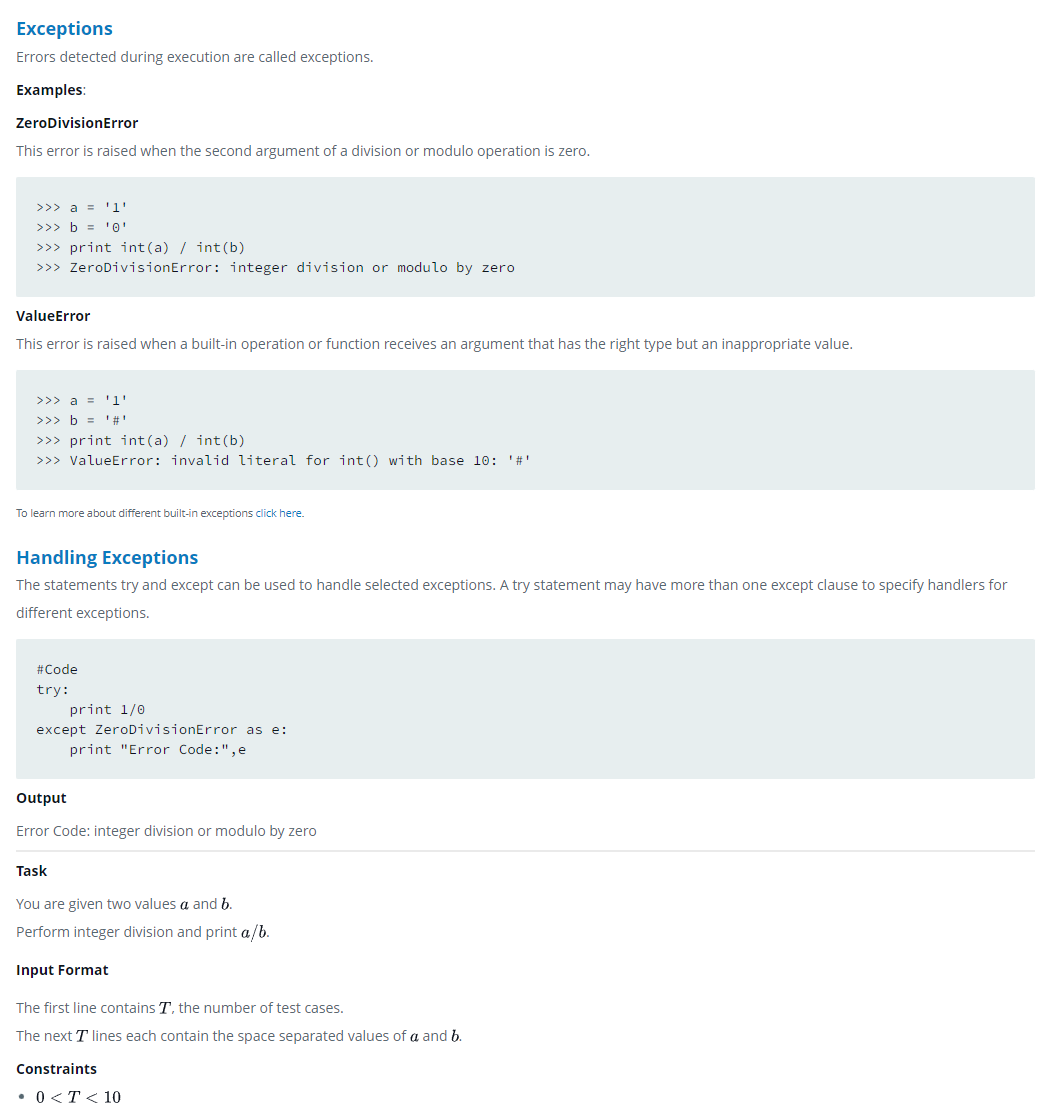 Exceptions
Errors detected during execution are called exceptions.
Examples:
ZeroDivisionError
This error is raised when the second argument of a division or modulo operation is zero.
>>> a = '1'
>>> b = '0'
>>> print int(a) / int(b)
>>> ZeroDivisionError: integer division or modulo by zero
ValueError
This error is raised when a built-in operation or function receives an argument that has the right type but an inappropriate value.
>>> a = '1'
>>> b = '#'
>>> print int(a) / int(b)
>>> ValueError: invalid literal for int() with base 10: '#'
To learn more about different built-in exceptions click here.
Handling Exceptions
The statements try and except can be used to handle selected exceptions. A try statement may have more than one except clause to specify handlers for
different exceptions.
#Code
try:
    print 1/0
except ZeroDivisionError as e:
    print "Error Code:",e
Output
Error Code: integer division or modulo by zero
Task
You are given two values a and b.
Perform integer division and print a/b.
Input Format
The first line contains T, the number of test cases.
The next T lines each contain the space separated values of a and b.
Constraints
• 0 < T < 10